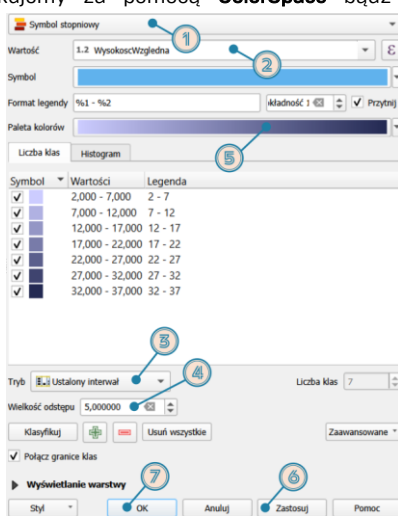 za pomocą ColorSpace bądź
Symbol stopniowy
1
Wartość 1.2 WysokoscWzgledna ε
2
Symbol
Format legendy %1 - %2 kładność 1 Przytnij
Paleta kolorów
5
Liczba klas Histogram
Symbol Wartości Legenda
2,000 - 7,000 2 - 7
7,000 - 12,000 7 - 12
12,000 - 17,000 12 - 17
17,000 - 22,000 17 - 22
22,000 - 27,000 22 - 27
27,000 - 32,000 27 - 32
32,000 - 37,000 32 - 37
3
Tryb Ustalony interwał Liczba klas 7
4
Wielkość odstępu 5,000000
Klasyfikuj Usuń wszystkie Zaawansowane
Połącz granice klas
7 6
Wyświetlanie warstwy
Styl OK Anuluj Zastosuj Pomoc